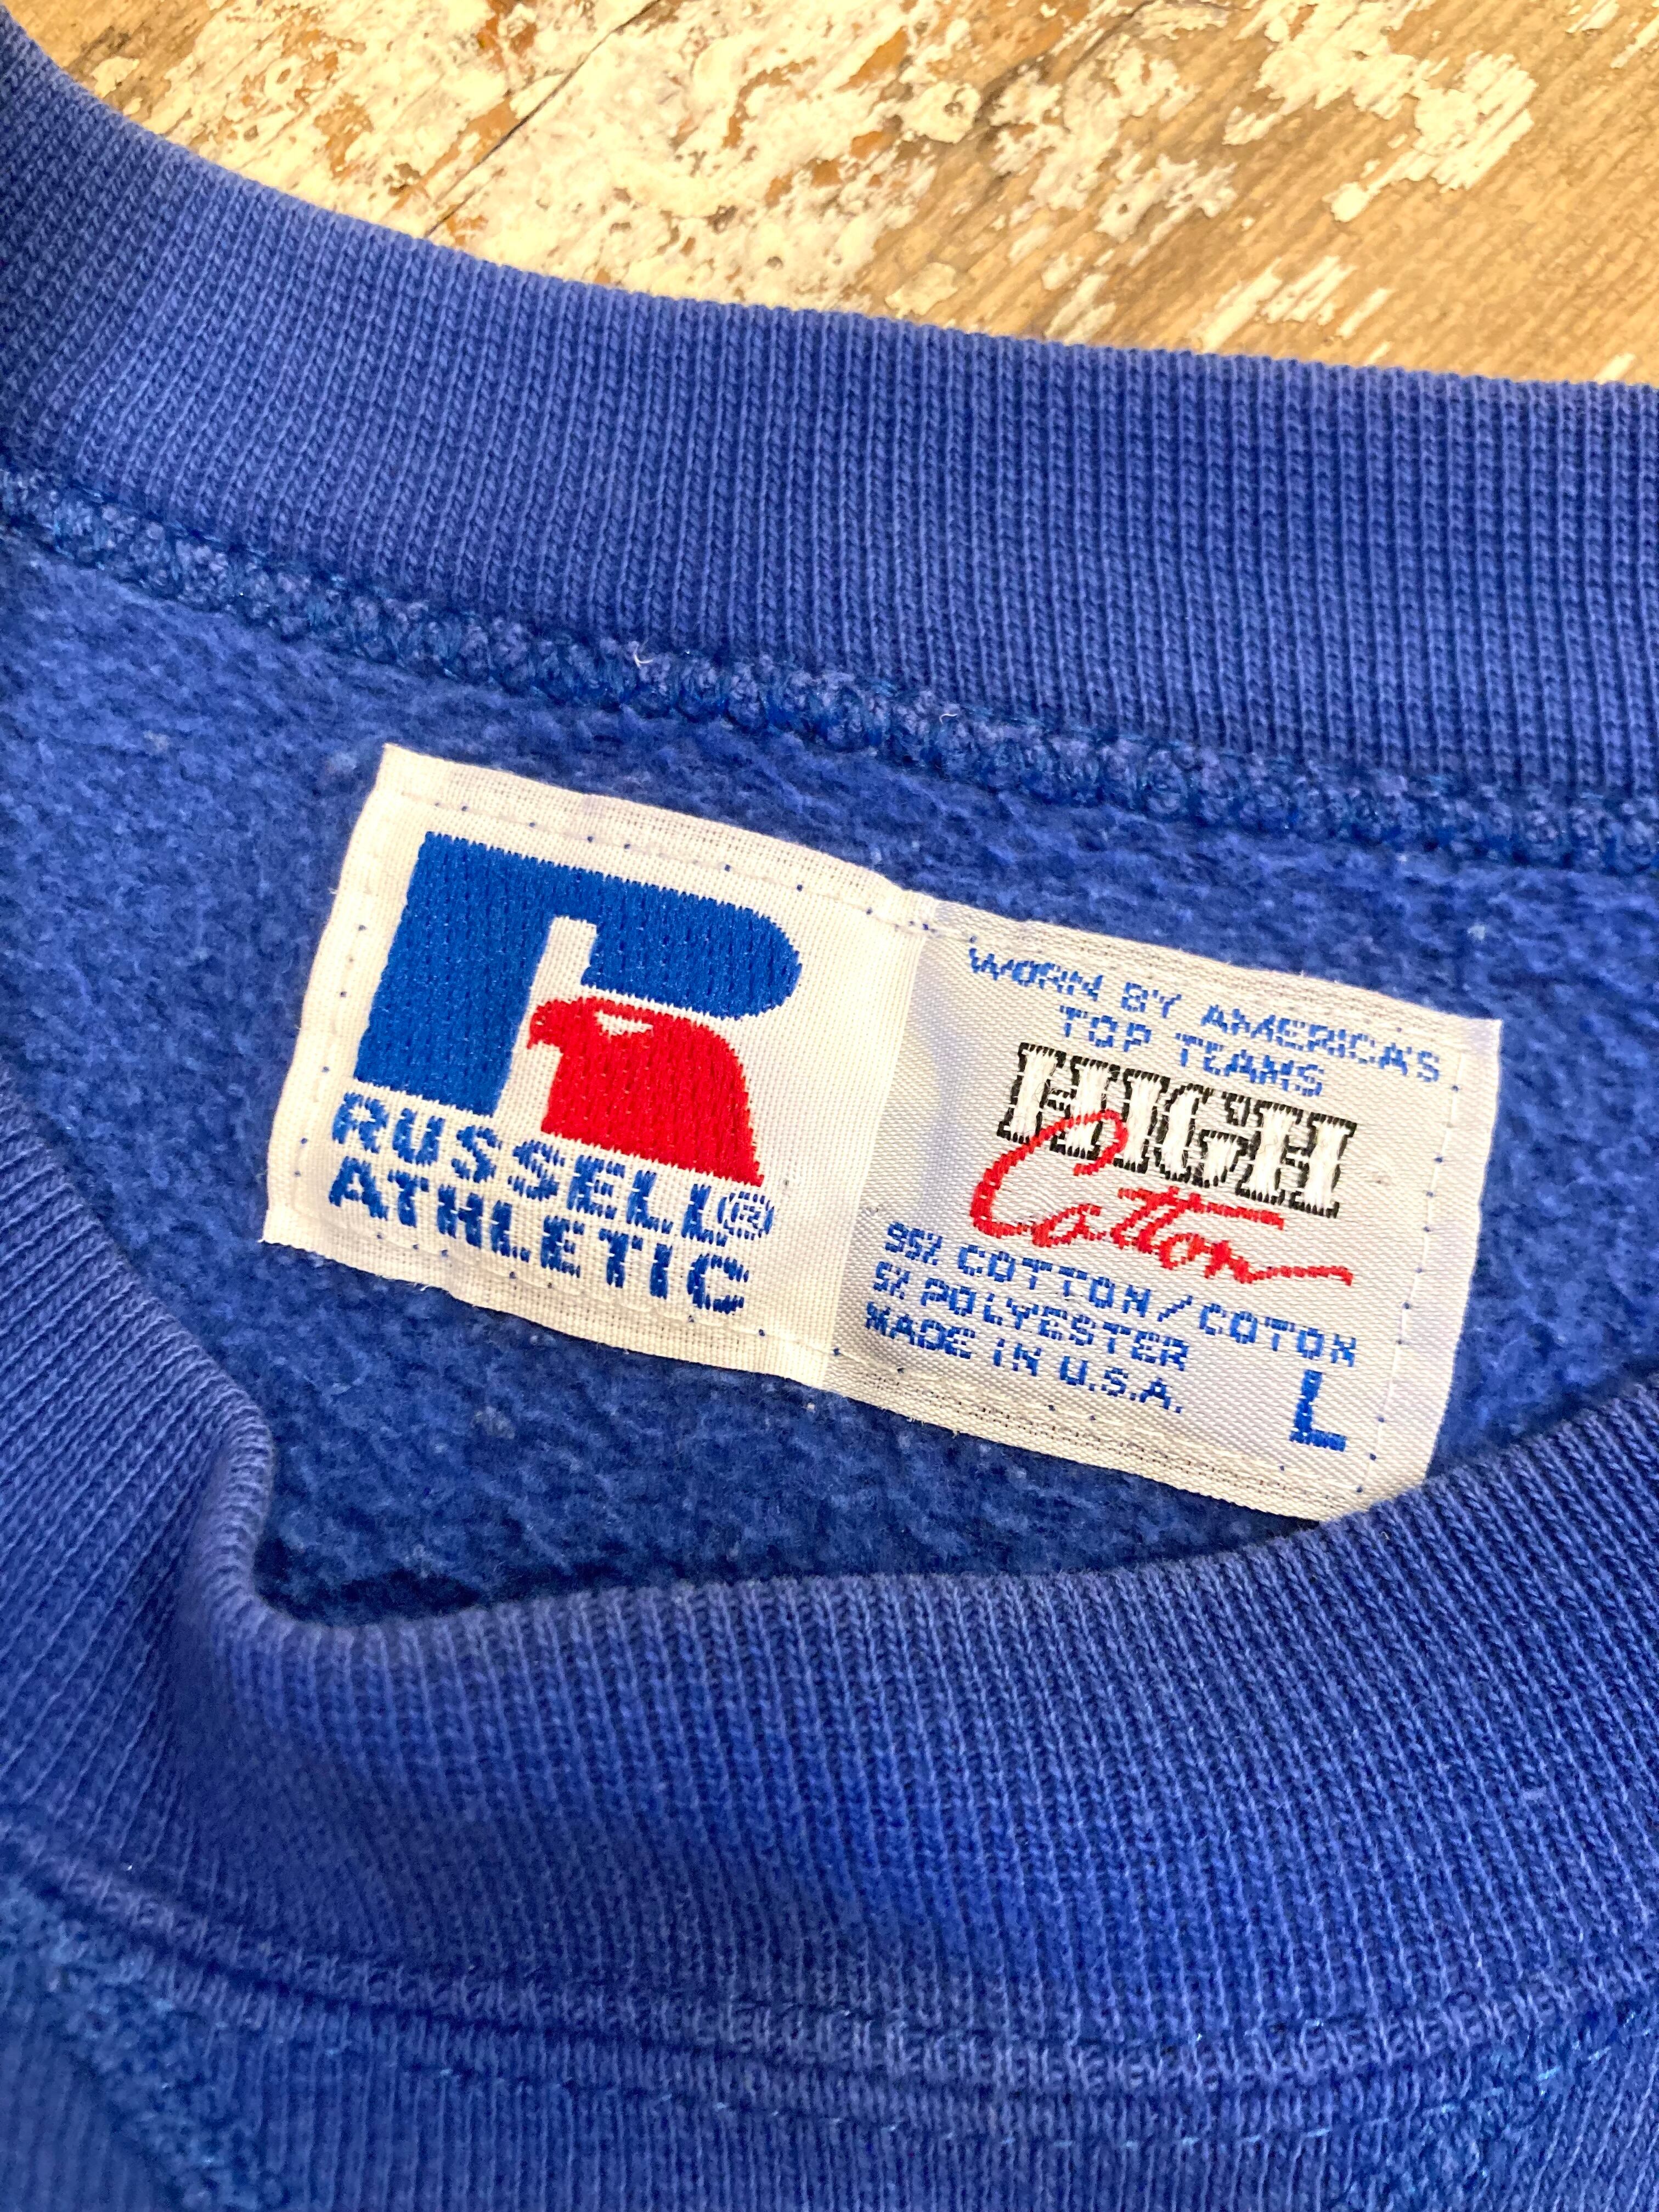 R
RUSSELL®
ATHLETIC
WORN BY AMERICA'S
TOP TEAMS
HIGH
Cotton
95% COTTON/COTON
5% POLYESTER
MADE IN U.S.A.
L